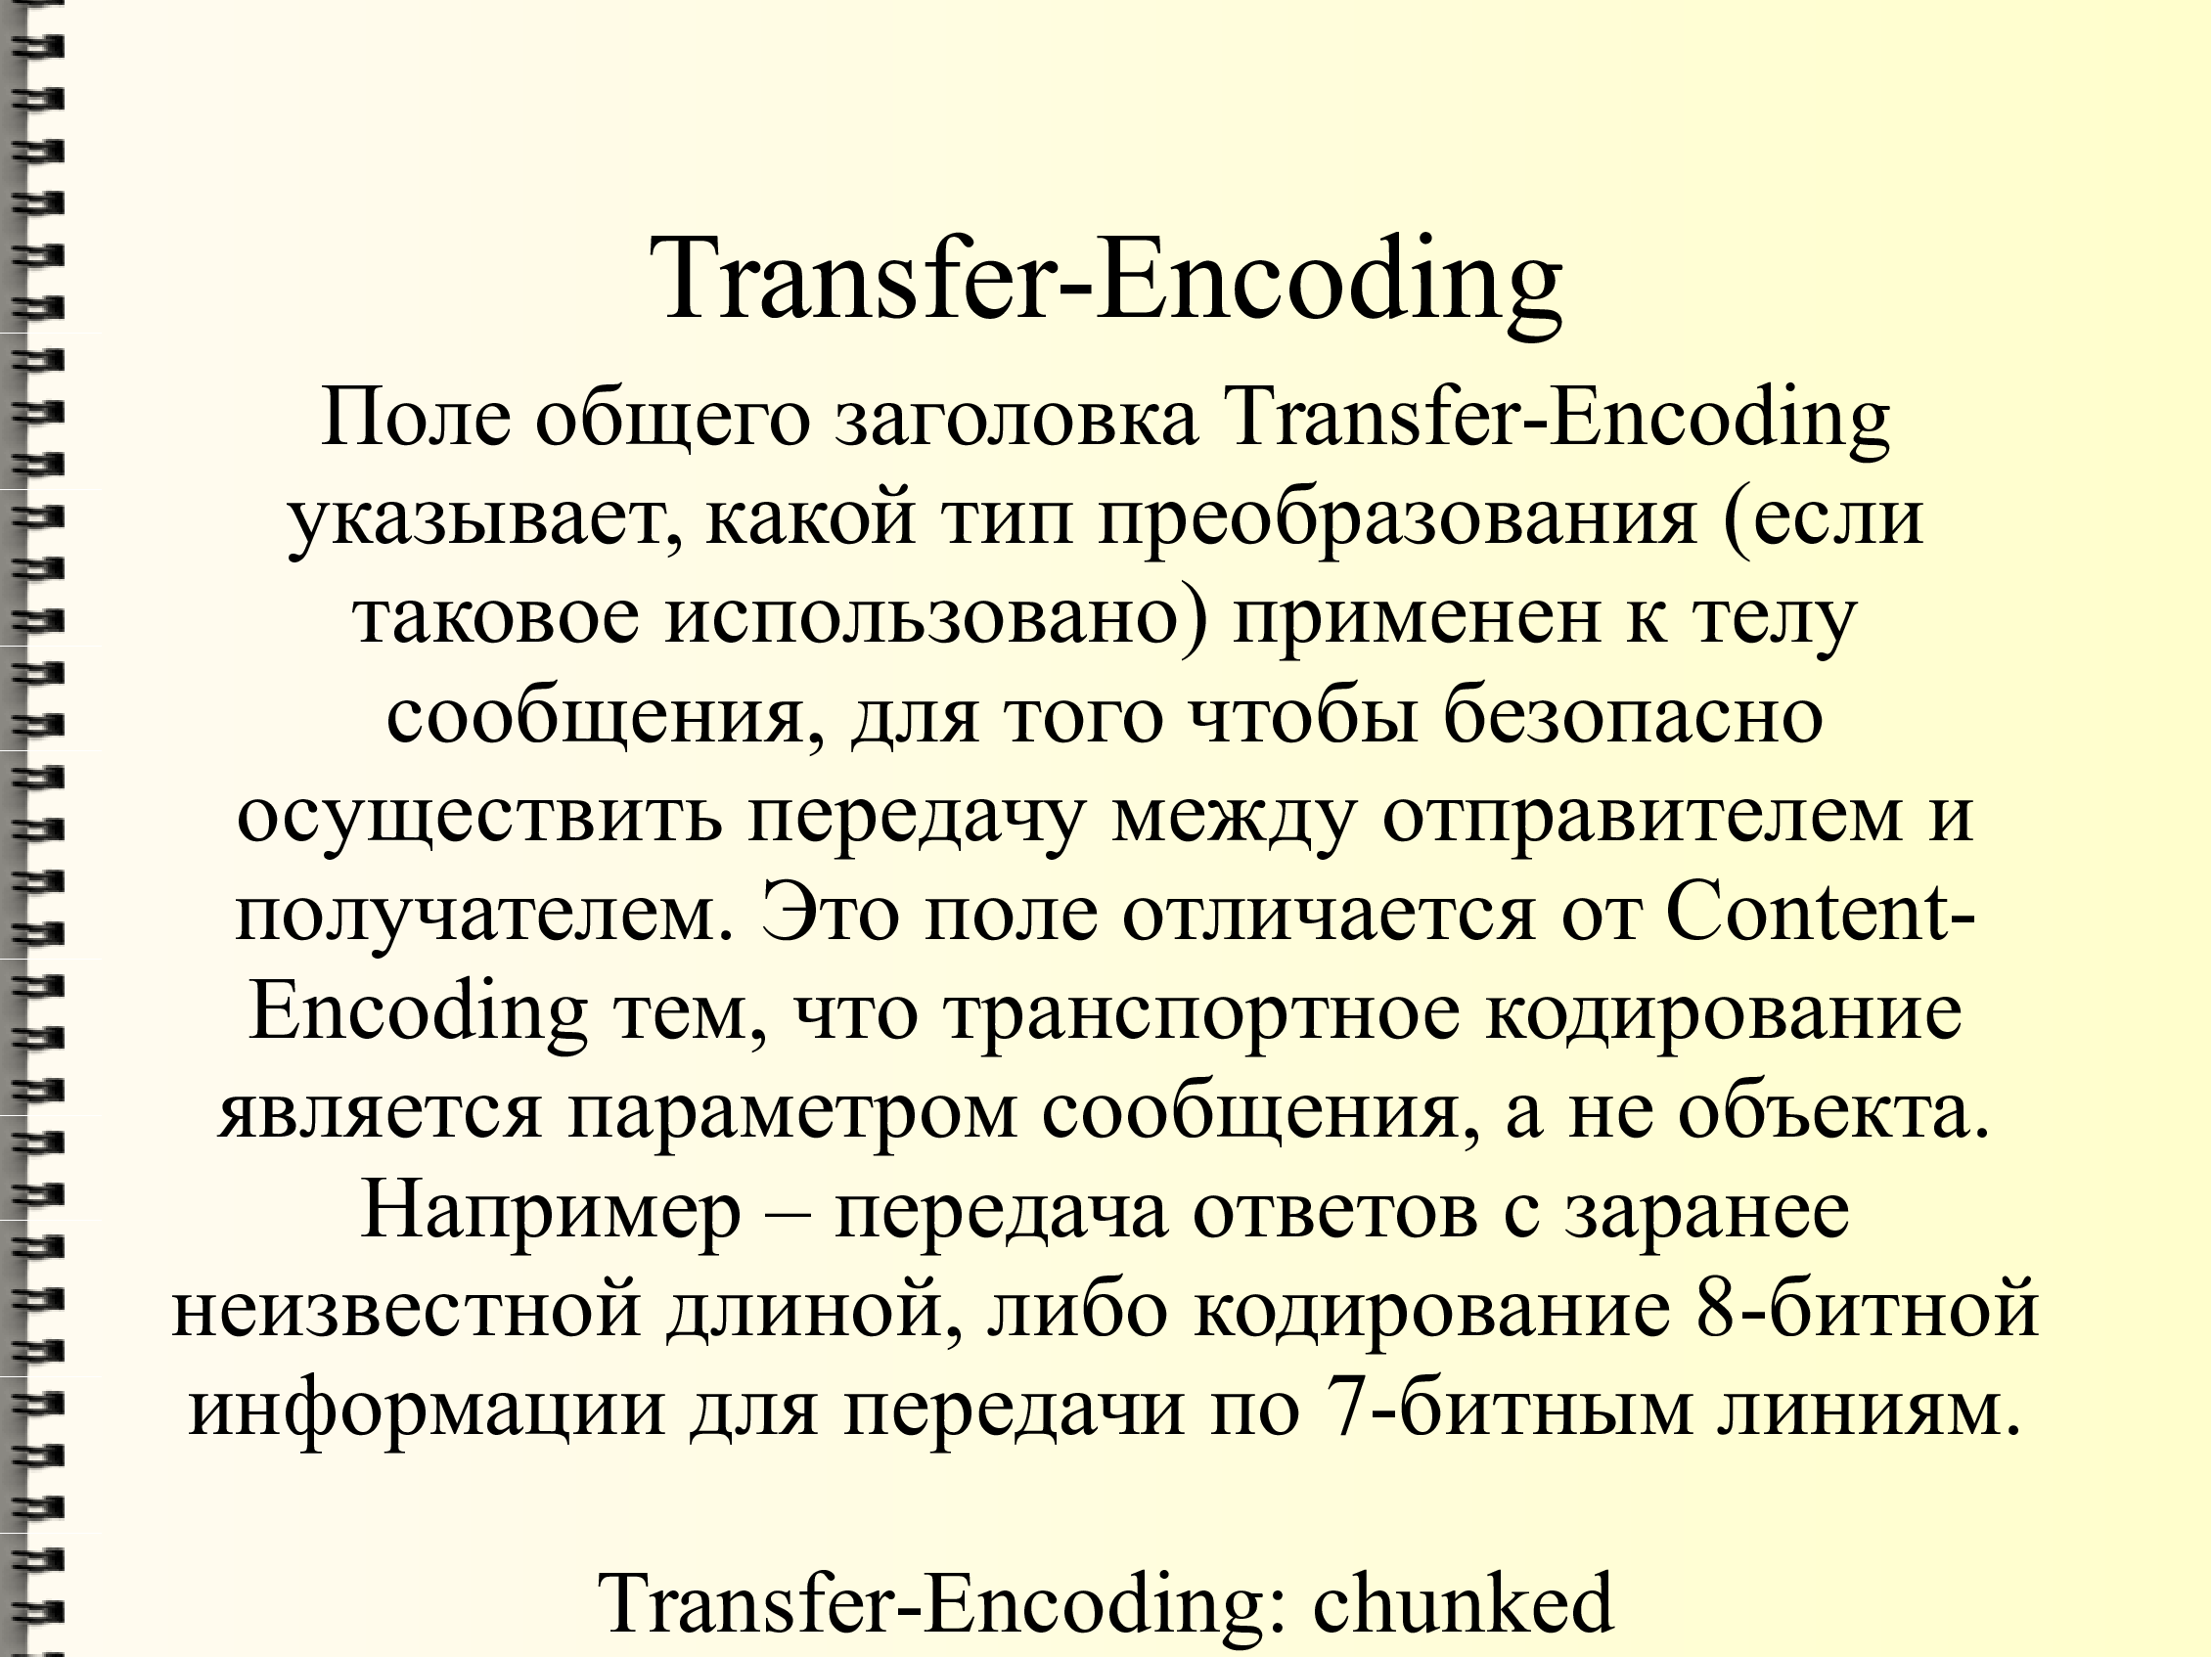 Transfer-Encoding
Поле общего заголовка Transfer-Encoding
указывает, какой тип преобразования (если
таковое использовано) применен к телу
сообщения, для того чтобы безопасно
осуществить передачу между отправителем и
получателем. Это поле отличается от Content-
Encoding тем, что транспортное кодирование
является параметром сообщения, а не объекта.
Например – передача ответов с заранее
неизвестной длиной, либо кодирование 8-битной
информации для передачи по 7-битным линиям.
Transfer-Encoding: chunked